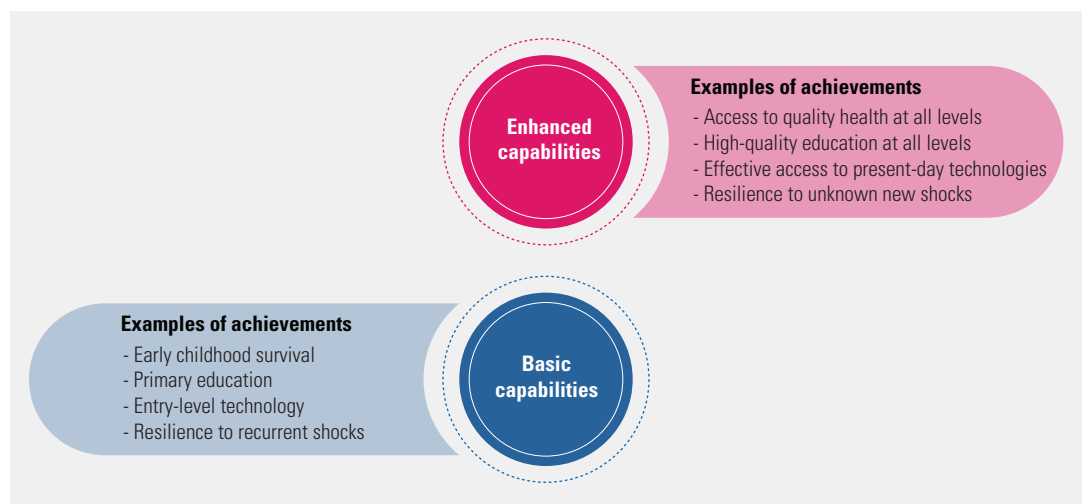 Enhanced
capabilities
Examples of achievements
- Access to quality health at all levels
- High-quality education at all levels
- Effective access to present-day technologies
- Resilience to unknown new shocks
Examples of achievements
- Early childhood survival
- Primary education
- Entry-level technology
- Resilience to recurrent shocks
Basic
capabilities